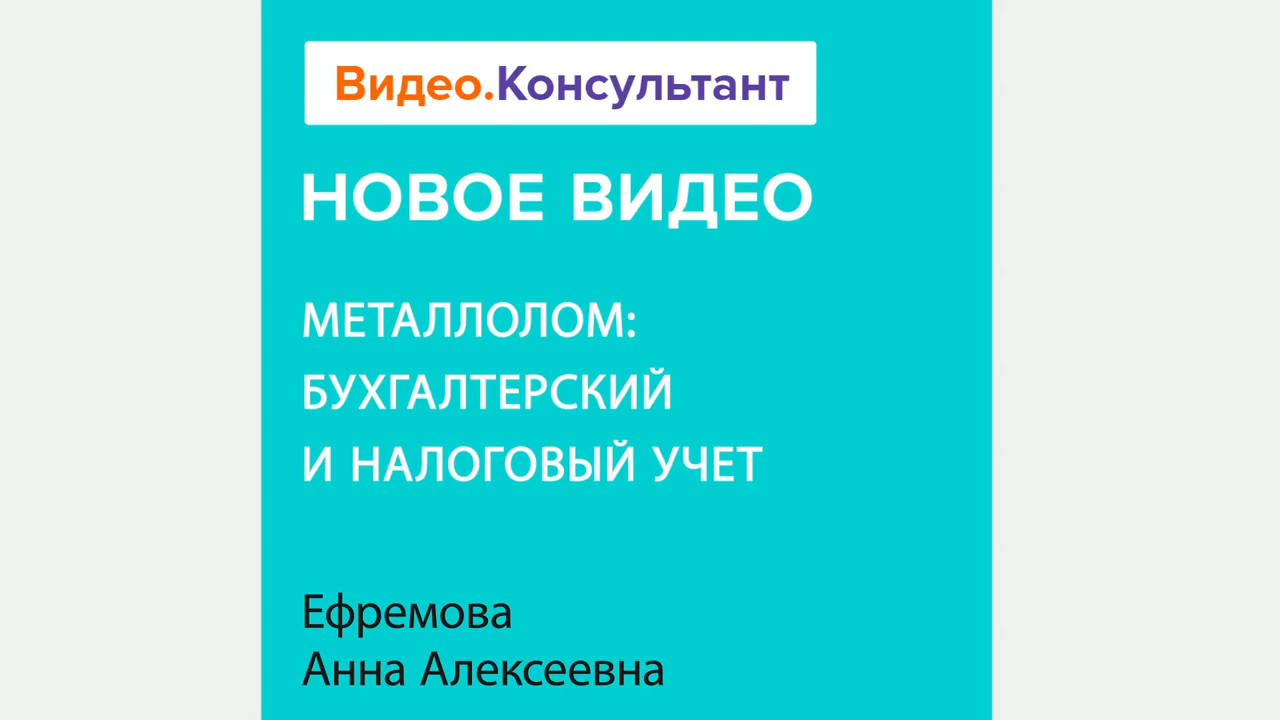 Видео.Консультант
НОВОЕ ВИДЕО
МЕТАЛЛОЛОМ:
БУХГАЛТЕРСКИЙ
И НАЛОГОВЫЙ УЧЕТ
Ефремова
Анна Алексеевна